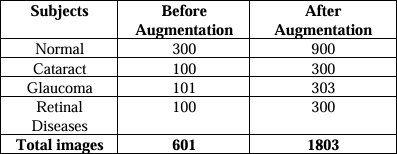 Subjects Before Augmentation After Augmentation
Normal 300 900
Cataract 100 300
Glaucoma 101 303
Retinal Diseases 100 300
Total images 601 1803